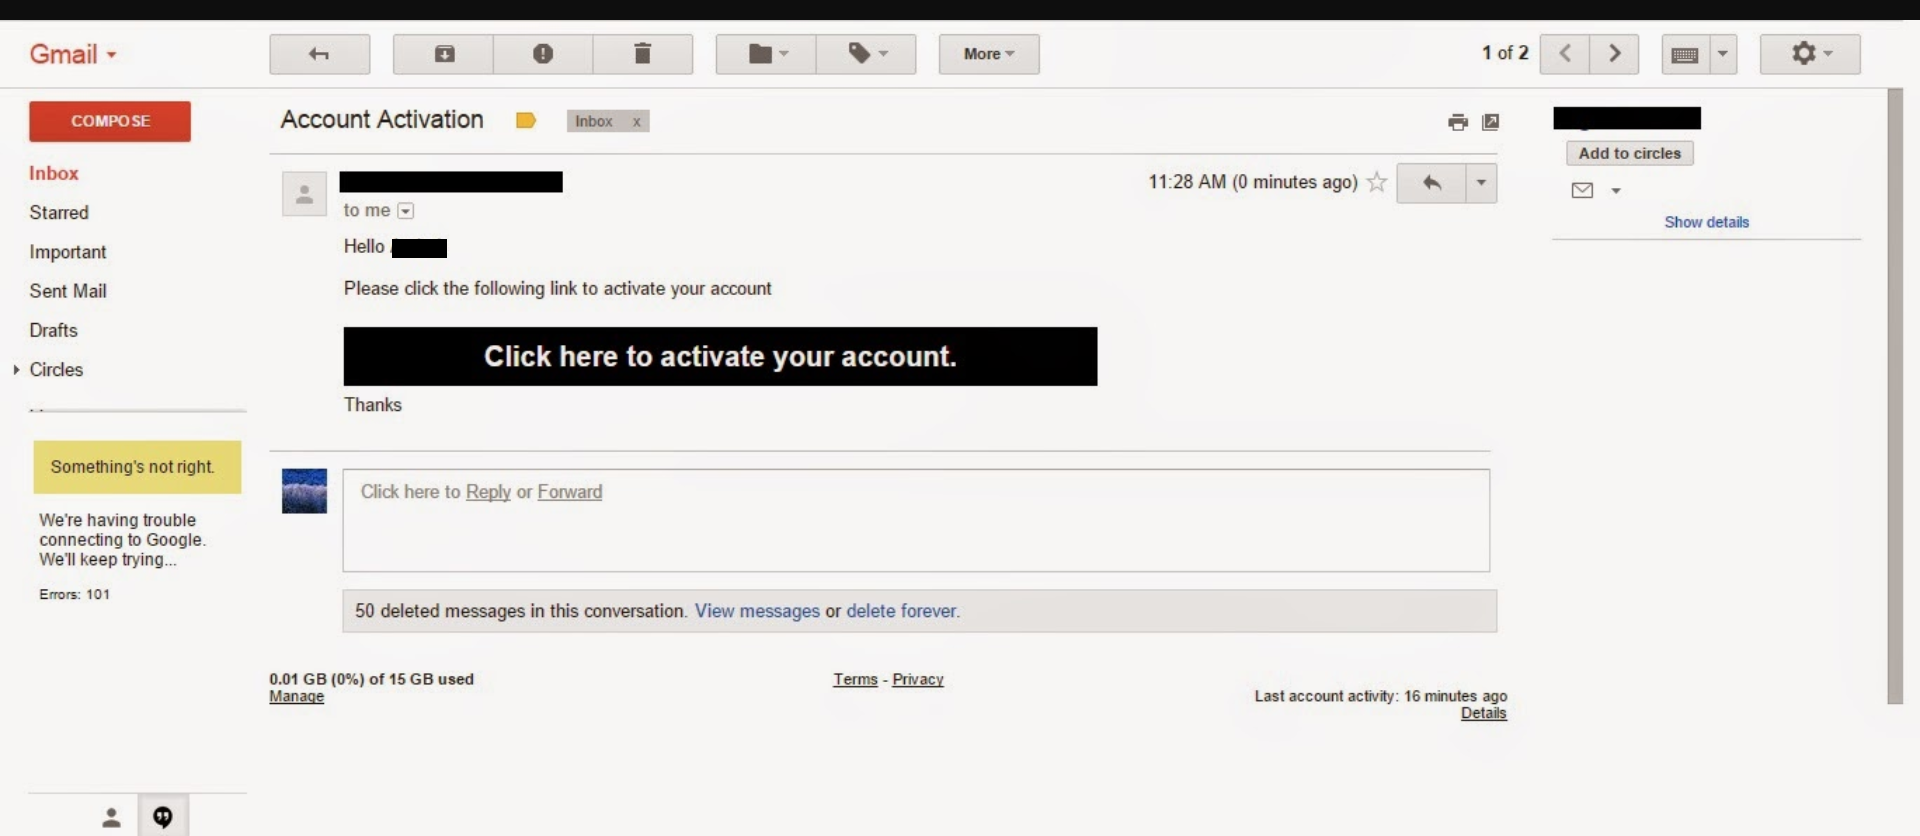 Gmail
More
1 of 2
COMPOSE
Account Activation
Inbox x
Add to circles
Show details
Inbox
Starred
Important
Sent Mail
Drafts
Circles
11:28 AM (0 minutes ago)
to me
Hello
Please click the following link to activate your account
Click here to activate your account.
Thanks
Something's not right.
We're having trouble
connecting to Google.
We'll keep trying...
Errors: 101
Click here to Reply or Forward
50 deleted messages in this conversation. View messages or delete forever.
0.01 GB (0%) of 15 GB used
Manage
Terms - Privacy
Last account activity: 16 minutes ago
Details